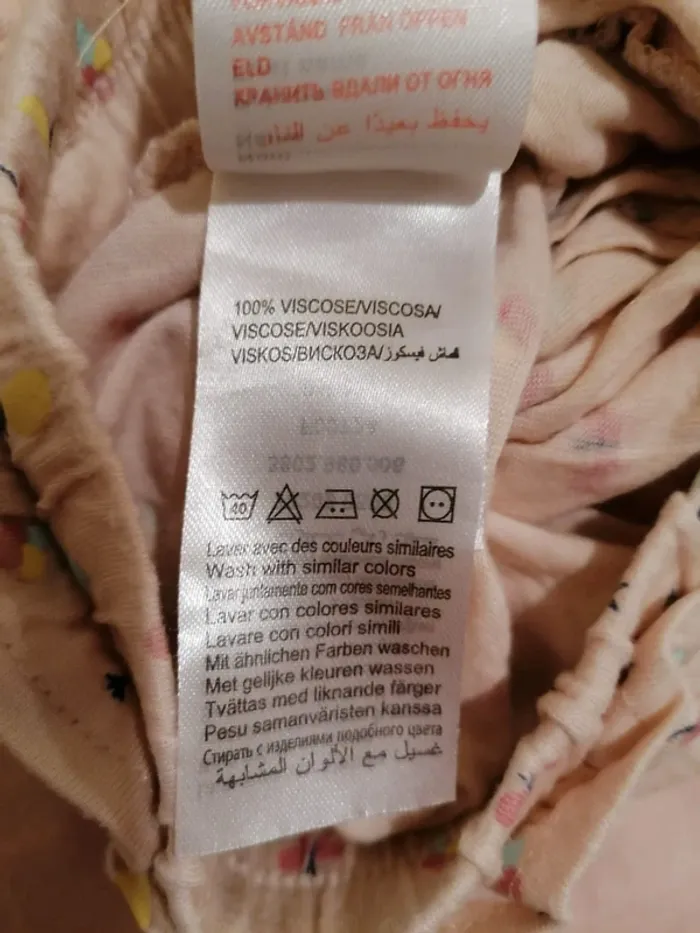 AVSTÅND FRÅN ÖPPEN
ELD
ХРАНИТЬ ВДАЛИ ОТ ОГНЯ
يحفظ بعيدًا عن النار
100% VISCOSE/VISCOSA/
VISCOSE/VISKOOSIA
VISKOS/ВИСКОЗА/قماش فيسكوز
40
Laver avec des couleurs similaires
Wash with similar colors
Lavar juntamente com cores semelhantes
Lavar con colores similares
Lavare con colori simili
Mit ähnlichen Farben waschen
Met gelijke kleuren wassen
Tvättas med liknande färger
Pesu samanväristen kanssa
Стирать с изделиями подобного цвета
غسيل مع الألوان المشابهة